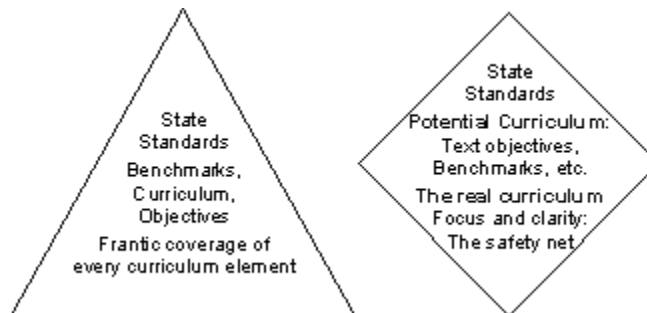 State
Standards
Benchmarks,
Curriculum,
Objectives
Frantic coverage of
every curriculum element
State
Standards
Potential Curriculum:
Text objectives,
Benchmarks, etc.
The real curriculum
Focus and clarity:
The safety net